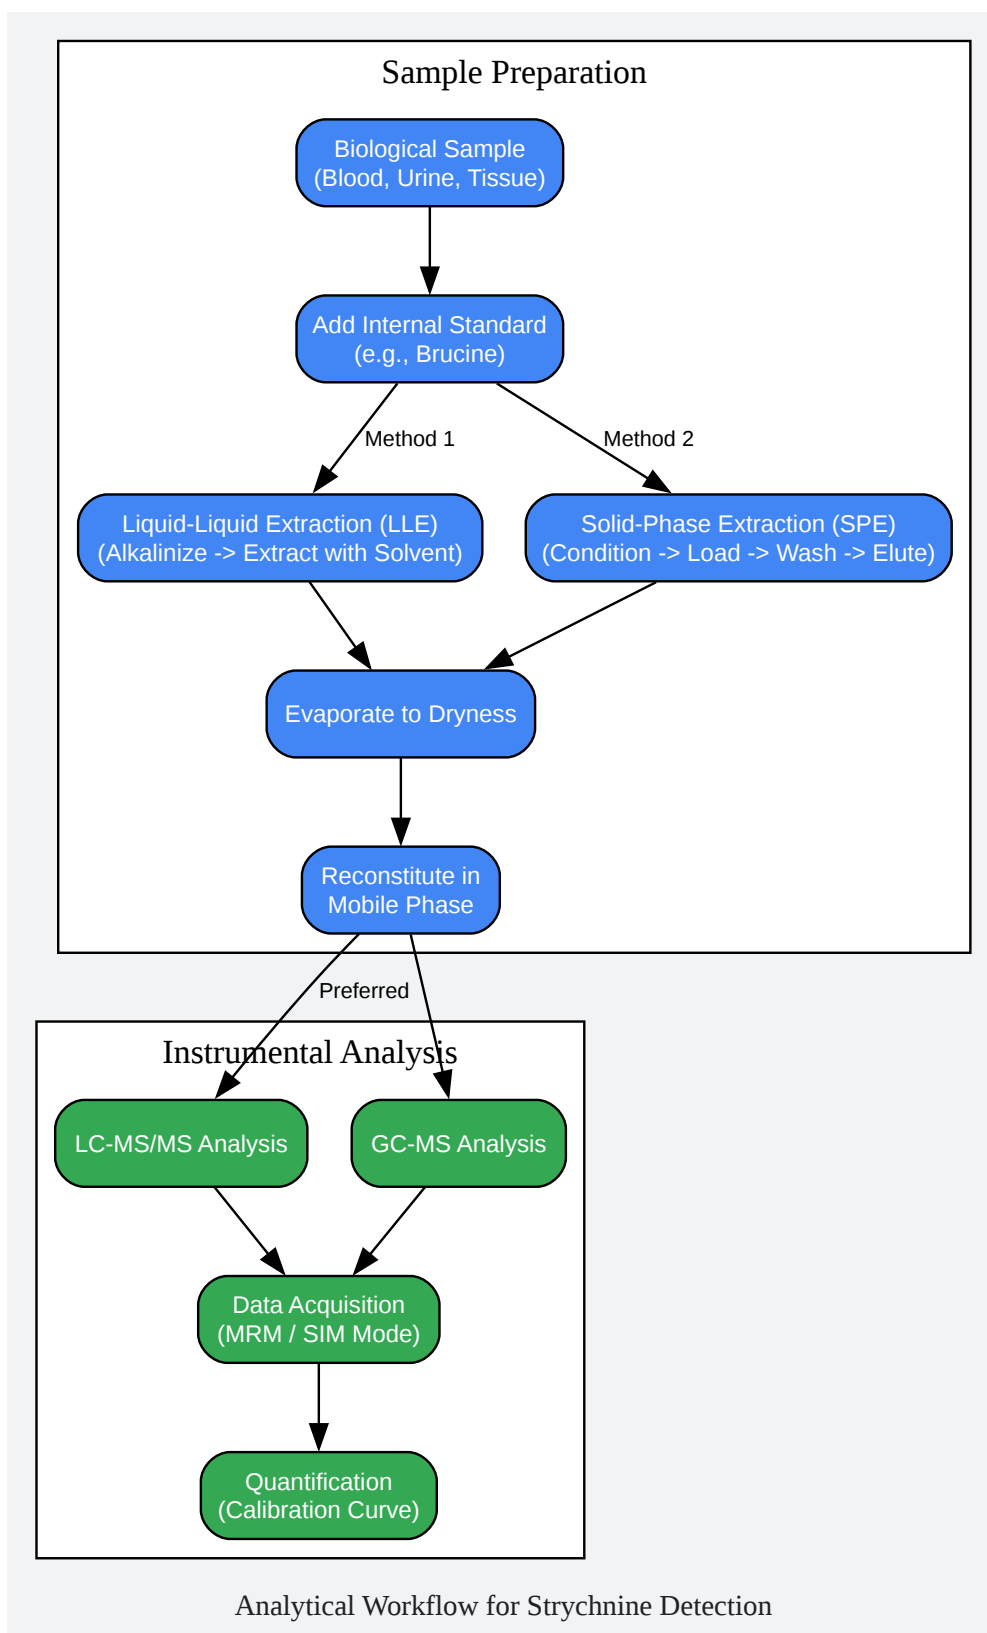 Sample Preparation
Biological Sample
(Blood, Urine, Tissue)
Add Internal Standard
(e.g., Brucine)
Method 1
Method 2
Liquid-Liquid Extraction (LLE)
(Alkalinize -> Extract with Solvent)
Solid-Phase Extraction (SPE)
(Condition -> Load -> Wash -> Elute)
Evaporate to Dryness
Reconstitute in
Mobile Phase
Preferred
Instrumental Analysis
LC-MS/MS Analysis
GC-MS Analysis
Data Acquisition
(MRM / SIM Mode)
Quantification
(Calibration Curve)
Analytical Workflow for Strychnine Detection